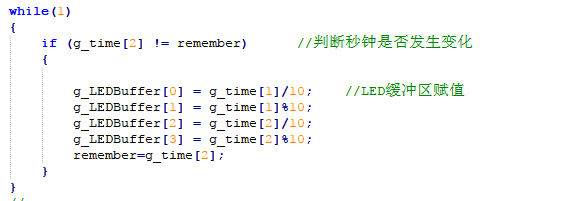 while(1)
{
if (g_time[2] != remember) //判断秒钟是否发生变化
{
g_LEDBuffer[0] = g_time[1]/10; //LED缓冲区赋值
g_LEDBuffer[1] = g_time[1]%10;
g_LEDBuffer[2] = g_time[2]/10;
g_LEDBuffer[3] = g_time[2]%10;
remember=g_time[2];
}
}
//